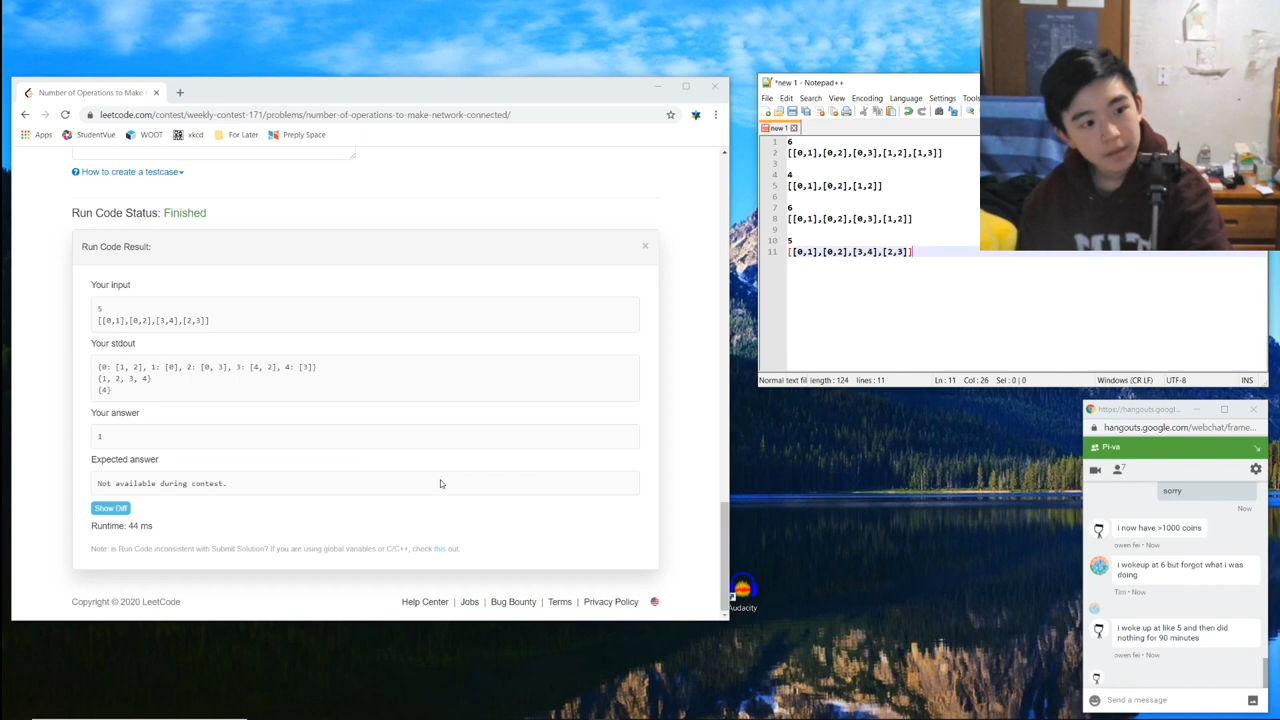 Number of Operations to Make
leetcode.com/contest/weekly-contest
blems/number-of-operations-to-make-network-connected/
Apps
StudentVue
WOOT
xkcd
For Later
Preply Space
How to create a testcase
Run Code Status: Finished
Run Code Result:
Your input
5
[[0,1],[0,2],[3,4],[2,3]]
Your stdout
{0: [1, 2], 1: [0], 2: [0, 3], 3: [4, 2], 4: [3]}
{1, 2, 3, 4}
{4}
Your answer
1
Expected answer
Not available during contest.
Show Diff
Runtime: 44 ms
Note: is Run Code inconsistent with Submit Solution? If you are using global variables or C/C++, check this out.
Copyright © 2020 LeetCode
Help Center | Jobs | Bug Bounty | Terms | Privacy Policy
Audacity
*new 1 - Notepad++
File Edit Search View Encoding Language Settings Tools
new 1
1 6
2 [[0,1],[0,2],[0,3],[1,2],[1,3]]
3
4 4
5 [[0,1],[0,2],[1,2]]
6
7 6
8 [[0,1],[0,2],[0,3],[1,2]]
9
10 5
11 [[0,1],[0,2],[3,4],[2,3]]
Normal text fil length : 124 lines : 11 Ln : 11 Col : 26 Sel : 0 | 0 Windows (CR LF) UTF-8 INS
https://hangouts.googl...
hangouts.google.com/webchat/frame...
Pi-va
7
sorry
Now
i now have >1000 coins
owen fei • Now
i wokeup at 6 but forgot what i was
doing
Tim • Now
i woke up at like 5 and then did
nothing for 90 minutes
owen fei • Now
Send a message